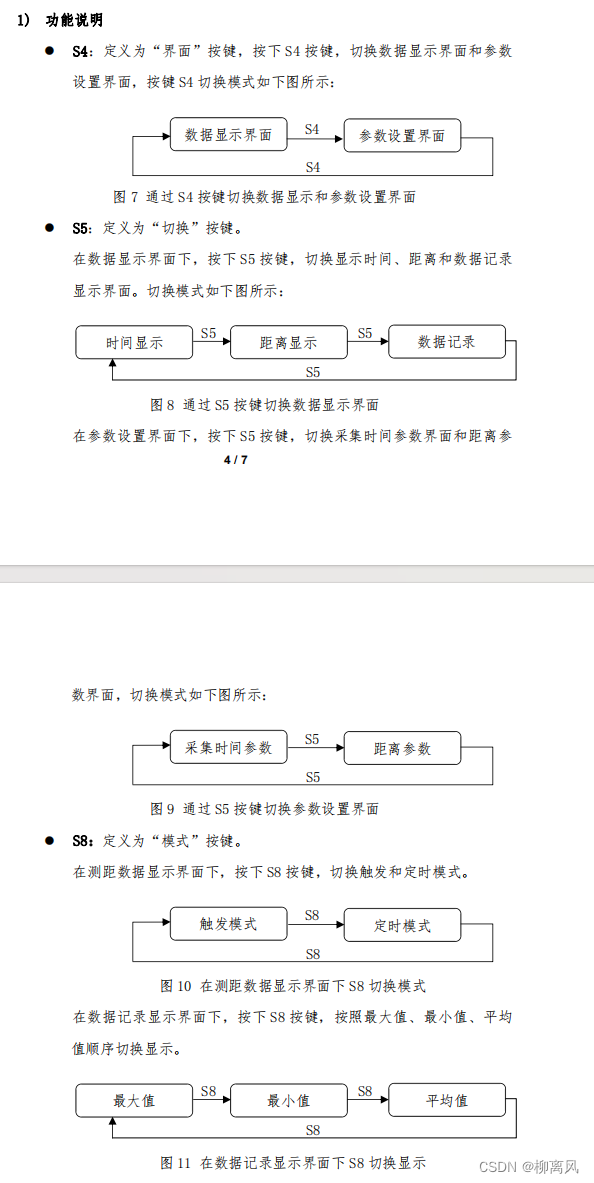 1) 功能说明
● S4：定义为“界面”按键，按下 S4 按键，切换数据显示界面和参数
设置界面，按键 S4 切换模式如下图所示：
数据显示界面 S4 参数设置界面
S4
图 7 通过 S4 按键切换数据显示和参数设置界面
● S5：定义为“切换”按键。
在数据显示界面下，按下 S5 按键，切换显示时间、距离和数据记录
显示界面。切换模式如下图所示：
时间显示 S5 距离显示 S5 数据记录
S5
图 8 通过 S5 按键切换数据显示界面
在参数设置界面下，按下 S5 按键，切换采集时间参数界面和距离参
4 / 7
数界面，切换模式如下图所示：
采集时间参数 S5 距离参数
S5
图 9 通过 S5 按键切换参数设置界面
● S8：定义为“模式”按键。
在测距数据显示界面下，按下 S8 按键，切换触发和定时模式。
触发模式 S8 定时模式
S8
图 10 在测距数据显示界面下 S8 切换模式
在数据记录显示界面下，按下 S8 按键，按照最大值、最小值、平均
值顺序切换显示。
最大值 S8 最小值 S8 平均值
S8
图 11 在数据记录显示界面下 S8 切换显示
CSDN @柳离风